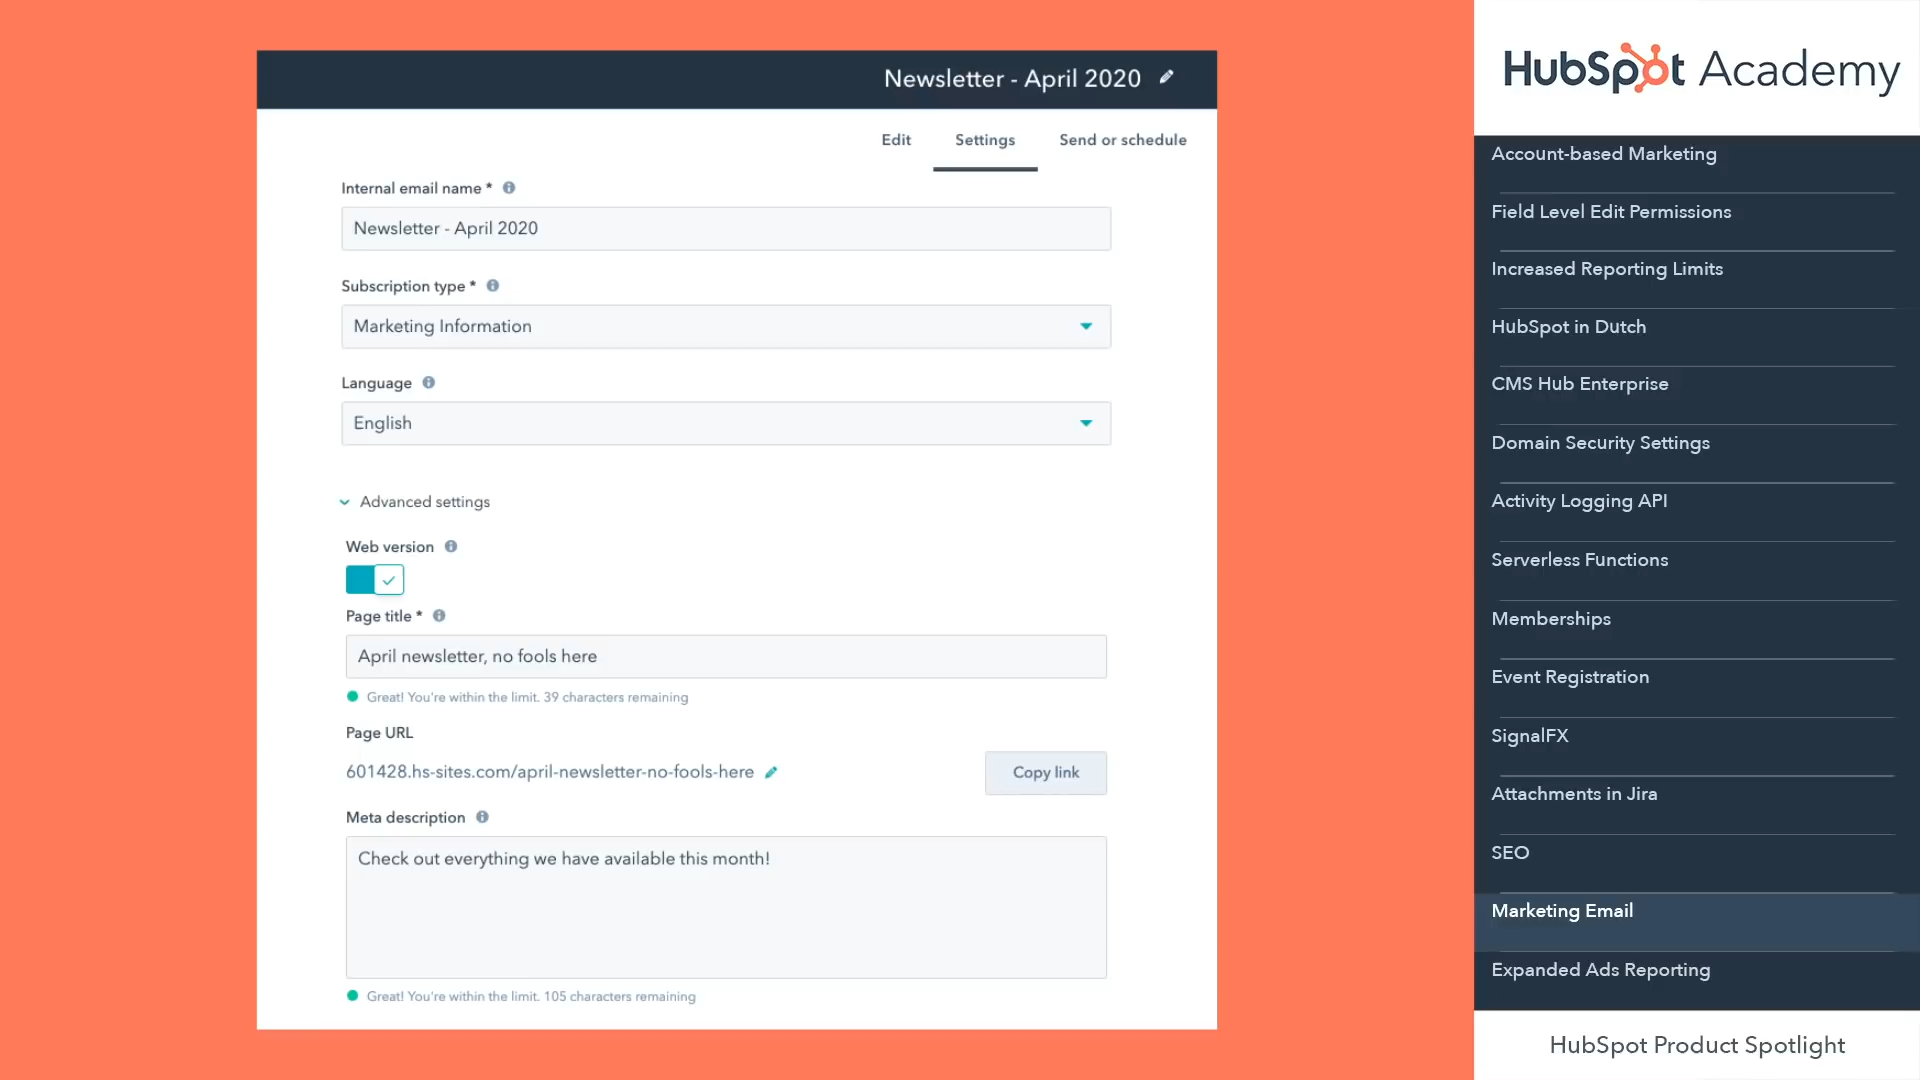 Newsletter - April 2020
Edit Settings Send or schedule
Internal email name *
Newsletter - April 2020
Subscription type *
Marketing Information
Language
English
Advanced settings
Web version
Page title *
April newsletter, no fools here
Great! You're within the limit. 39 characters remaining
Page URL
601428.hs-sites.com/april-newsletter-no-fools-here
Copy link
Meta description
Check out everything we have available this month!
Great! You're within the limit. 105 characters remaining
HubSpot Academy
Account-based Marketing
Field Level Edit Permissions
Increased Reporting Limits
HubSpot in Dutch
CMS Hub Enterprise
Domain Security Settings
Activity Logging API
Serverless Functions
Memberships
Event Registration
SignalFX
Attachments in Jira
SEO
Marketing Email
Expanded Ads Reporting
HubSpot Product Spotlight